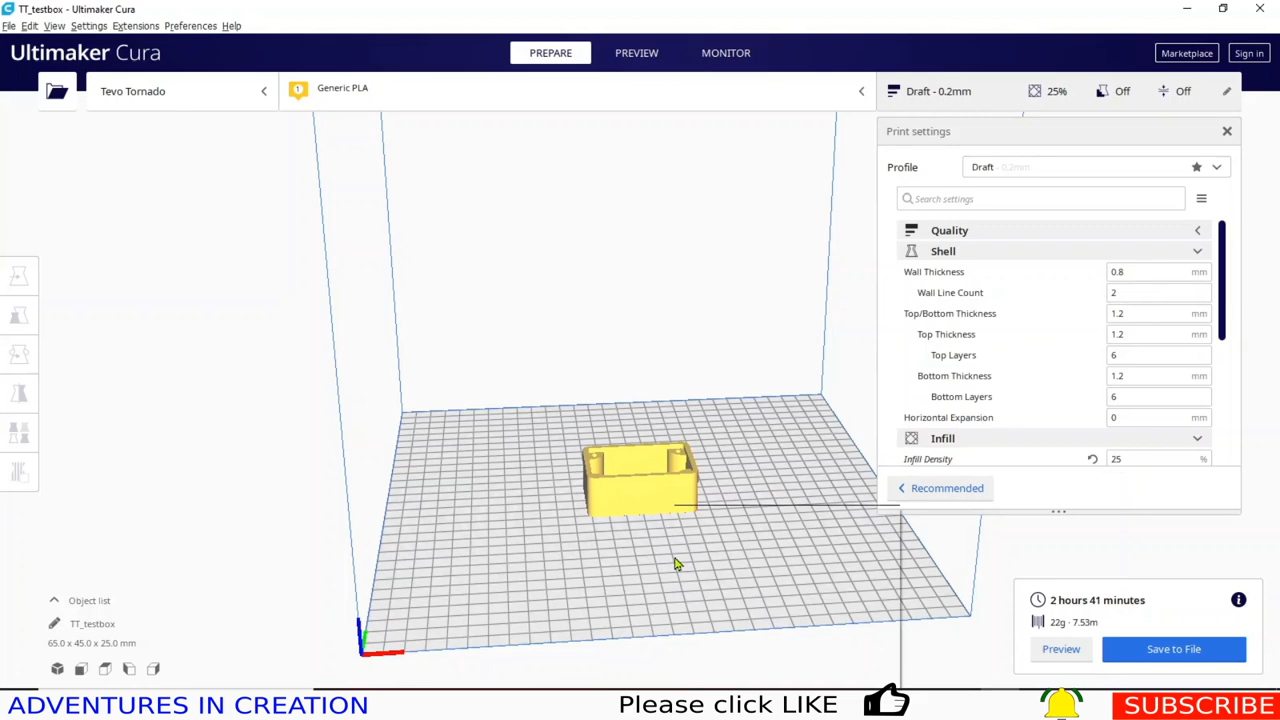 TT_testbox - Ultimaker Cura
File Edit View Settings Extensions Preferences Help
Ultimaker Cura
PREPARE
PREVIEW
MONITOR
Marketplace
Sign in
Tevo Tornado
1
Generic PLA
Draft - 0.2mm
25%
Off
Off
Print settings
Profile
Draft - 0.2mm
Search settings
Quality
Shell
Wall Thickness 0.8 mm
Wall Line Count 2
Top/Bottom Thickness 1.2 mm
Top Thickness 1.2 mm
Top Layers 6
Bottom Thickness 1.2 mm
Bottom Layers 6
Horizontal Expansion 0 mm
Infill
Infill Density 25 %
Recommended
Object list
TT_testbox
65.0 x 45.0 x 25.0 mm
2 hours 41 minutes
22g · 7.53m
Preview
Save to File
ADVENTURES IN CREATION
Please click LIKE
SUBSCRIBE